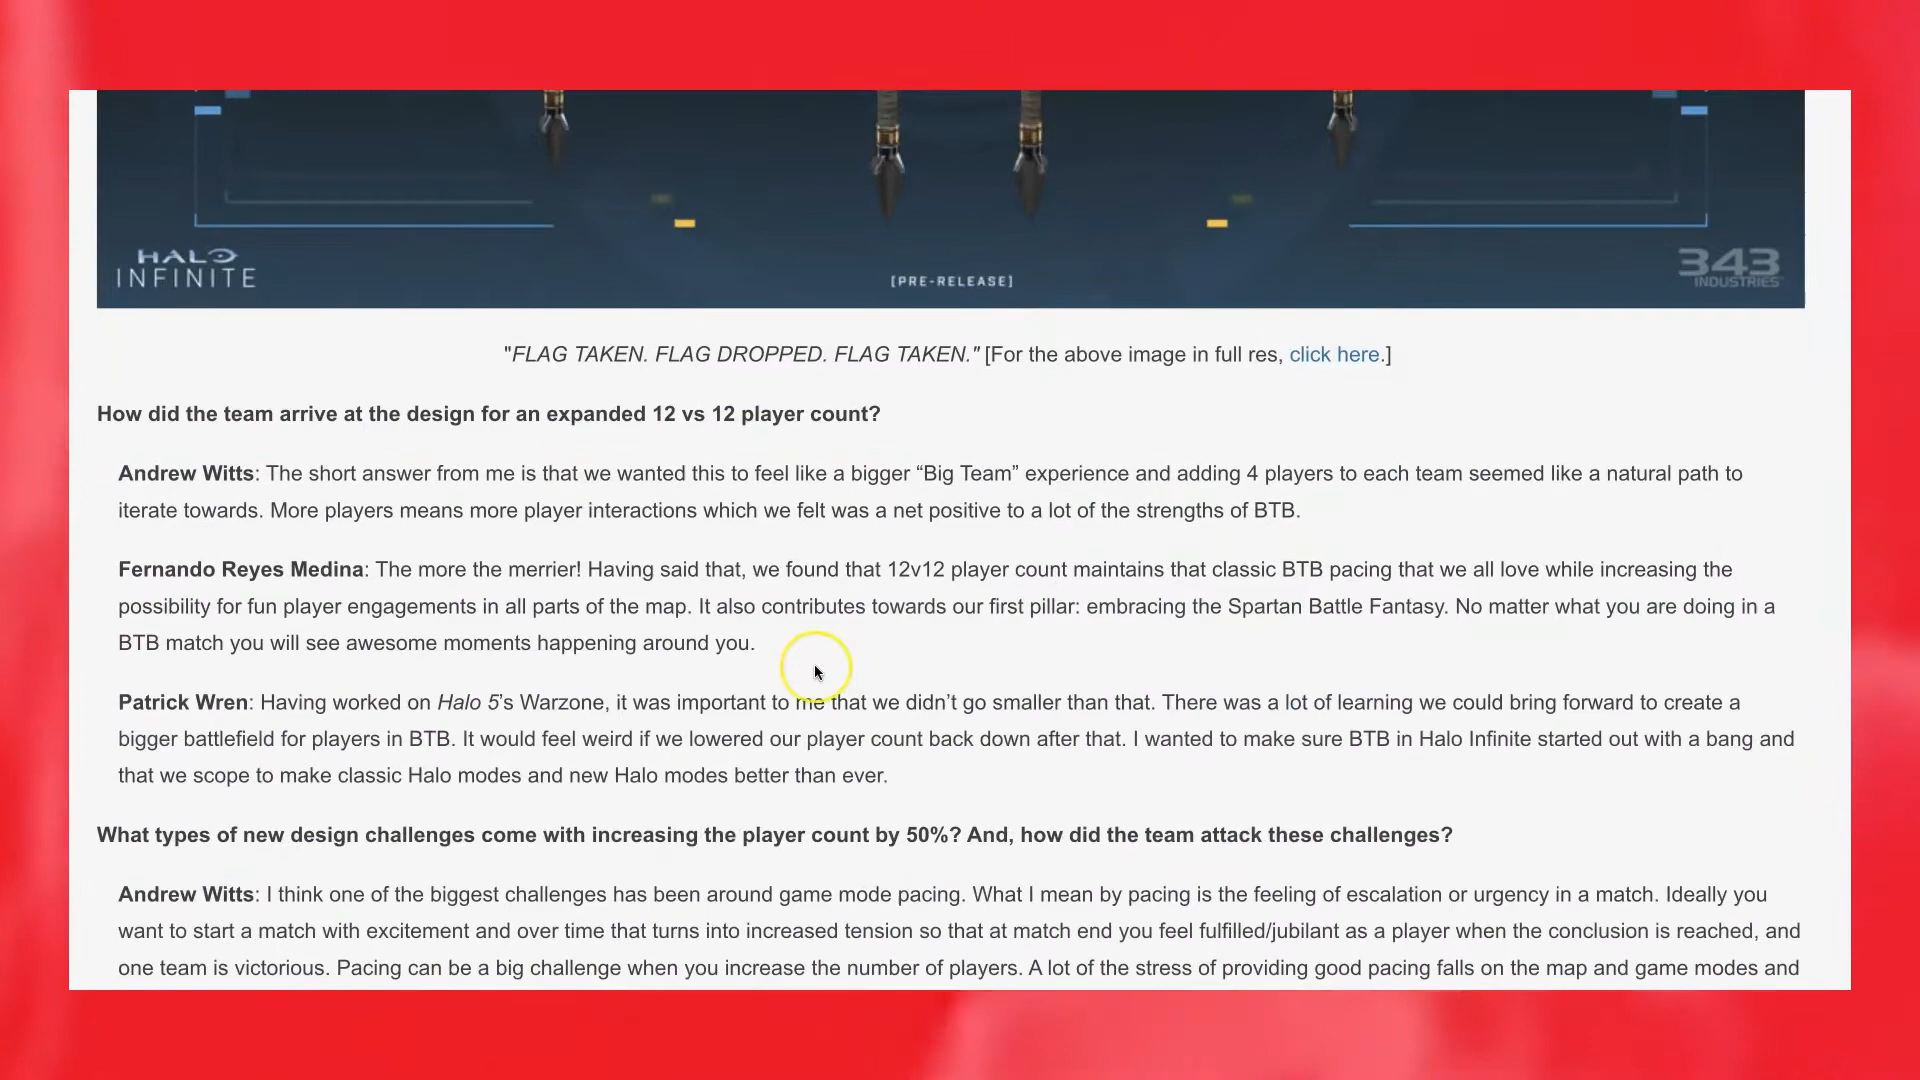 HALO
INFINITE
[PRE-RELEASE]
343
INDUSTRIES
"FLAG TAKEN. FLAG DROPPED. FLAG TAKEN." [For the above image in full res, click here.]
How did the team arrive at the design for an expanded 12 vs 12 player count?
Andrew Witts: The short answer from me is that we wanted this to feel like a bigger “Big Team” experience and adding 4 players to each team seemed like a natural path to
iterate towards. More players means more player interactions which we felt was a net positive to a lot of the strengths of BTB.
Fernando Reyes Medina: The more the merrier! Having said that, we found that 12v12 player count maintains that classic BTB pacing that we all love while increasing the
possibility for fun player engagements in all parts of the map. It also contributes towards our first pillar: embracing the Spartan Battle Fantasy. No matter what you are doing in a
BTB match you will see awesome moments happening around you.
Patrick Wren: Having worked on Halo 5’s Warzone, it was important to me that we didn’t go smaller than that. There was a lot of learning we could bring forward to create a
bigger battlefield for players in BTB. It would feel weird if we lowered our player count back down after that. I wanted to make sure BTB in Halo Infinite started out with a bang and
that we scope to make classic Halo modes and new Halo modes better than ever.
What types of new design challenges come with increasing the player count by 50%? And, how did the team attack these challenges?
Andrew Witts: I think one of the biggest challenges has been around game mode pacing. What I mean by pacing is the feeling of escalation or urgency in a match. Ideally you
want to start a match with excitement and over time that turns into increased tension so that at match end you feel fulfilled/jubilant as a player when the conclusion is reached, and
one team is victorious. Pacing can be a big challenge when you increase the number of players. A lot of the stress of providing good pacing falls on the map and game modes and